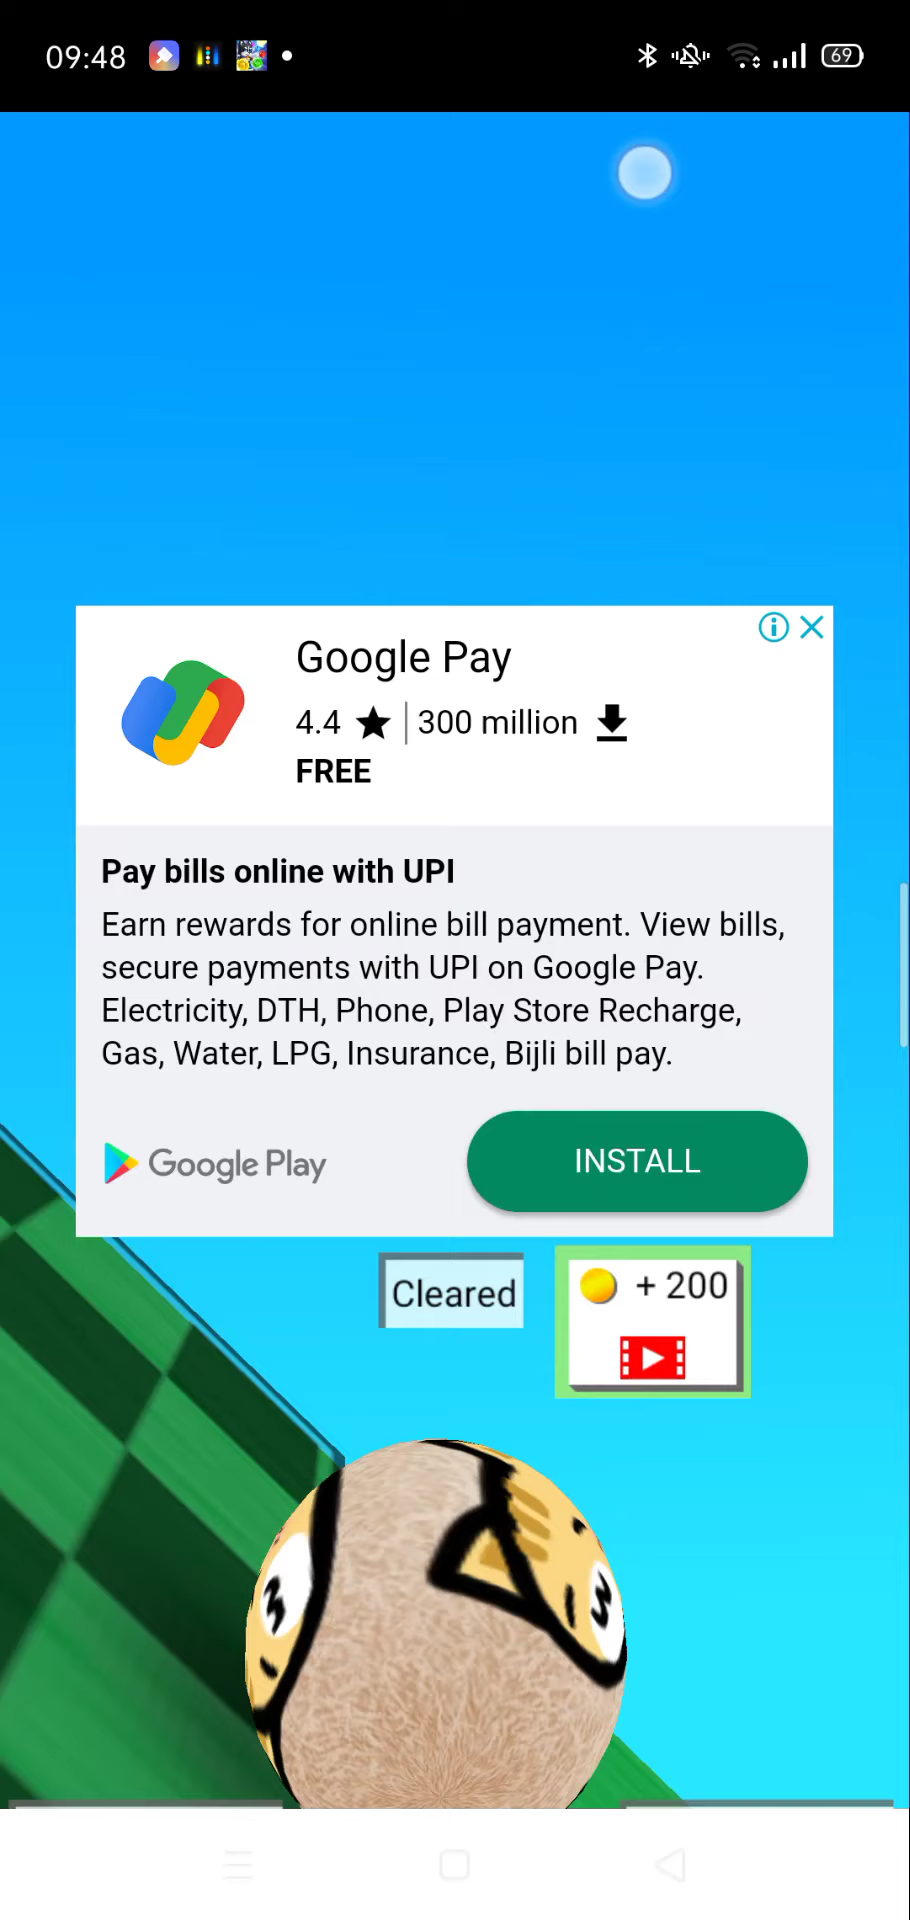 09:48
69
Google Pay
4.4 ★ | 300 million
FREE
Pay bills online with UPI
Earn rewards for online bill payment. View bills,
secure payments with UPI on Google Pay.
Electricity, DTH, Phone, Play Store Recharge,
Gas, Water, LPG, Insurance, Bijli bill pay.
Google Play
INSTALL
Cleared
+ 200